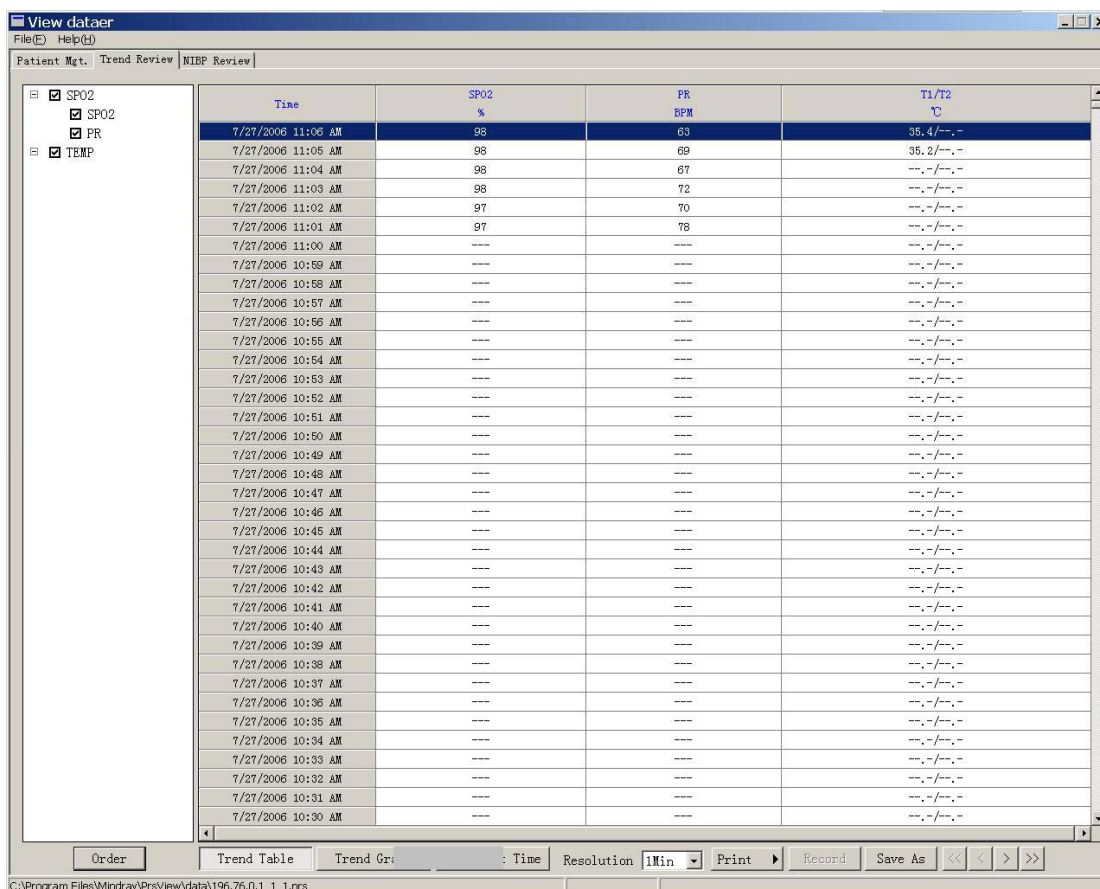 View dataer
File(F) Help(H)
Patient Mgt. Trend Review NIBP Review
SPO2
SPO2
PR
TEMP
Time SPO2 % PR BPM T1/T2 ℃
7/27/2006 11:06 AM 98 63 35.4/--.-
7/27/2006 11:05 AM 98 69 35.2/--.-
7/27/2006 11:04 AM 98 67 --.-/--.-
7/27/2006 11:03 AM 98 72 --.-/--.-
7/27/2006 11:02 AM 97 70 --.-/--.-
7/27/2006 11:01 AM 97 78 --.-/--.-
7/27/2006 11:00 AM --- --- --.-/--.-
7/27/2006 10:59 AM --- --- --.-/--.-
7/27/2006 10:58 AM --- --- --.-/--.-
7/27/2006 10:57 AM --- --- --.-/--.-
7/27/2006 10:56 AM --- --- --.-/--.-
7/27/2006 10:55 AM --- --- --.-/--.-
7/27/2006 10:54 AM --- --- --.-/--.-
7/27/2006 10:53 AM --- --- --.-/--.-
7/27/2006 10:52 AM --- --- --.-/--.-
7/27/2006 10:51 AM --- --- --.-/--.-
7/27/2006 10:50 AM --- --- --.-/--.-
7/27/2006 10:49 AM --- --- --.-/--.-
7/27/2006 10:48 AM --- --- --.-/--.-
7/27/2006 10:47 AM --- --- --.-/--.-
7/27/2006 10:46 AM --- --- --.-/--.-
7/27/2006 10:45 AM --- --- --.-/--.-
7/27/2006 10:44 AM --- --- --.-/--.-
7/27/2006 10:43 AM --- --- --.-/--.-
7/27/2006 10:42 AM --- --- --.-/--.-
7/27/2006 10:41 AM --- --- --.-/--.-
7/27/2006 10:40 AM --- --- --.-/--.-
7/27/2006 10:39 AM --- --- --.-/--.-
7/27/2006 10:38 AM --- --- --.-/--.-
7/27/2006 10:37 AM --- --- --.-/--.-
7/27/2006 10:36 AM --- --- --.-/--.-
7/27/2006 10:35 AM --- --- --.-/--.-
7/27/2006 10:34 AM --- --- --.-/--.-
7/27/2006 10:33 AM --- --- --.-/--.-
7/27/2006 10:32 AM --- --- --.-/--.-
7/27/2006 10:31 AM --- --- --.-/--.-
7/27/2006 10:30 AM --- --- --.-/--.-
Order Trend Table Trend Time Resolution 1Min Print Record Save As << < > >>
C:\Program Files\Mindray\PrsView\data\196.76.0.1_1_1.prs